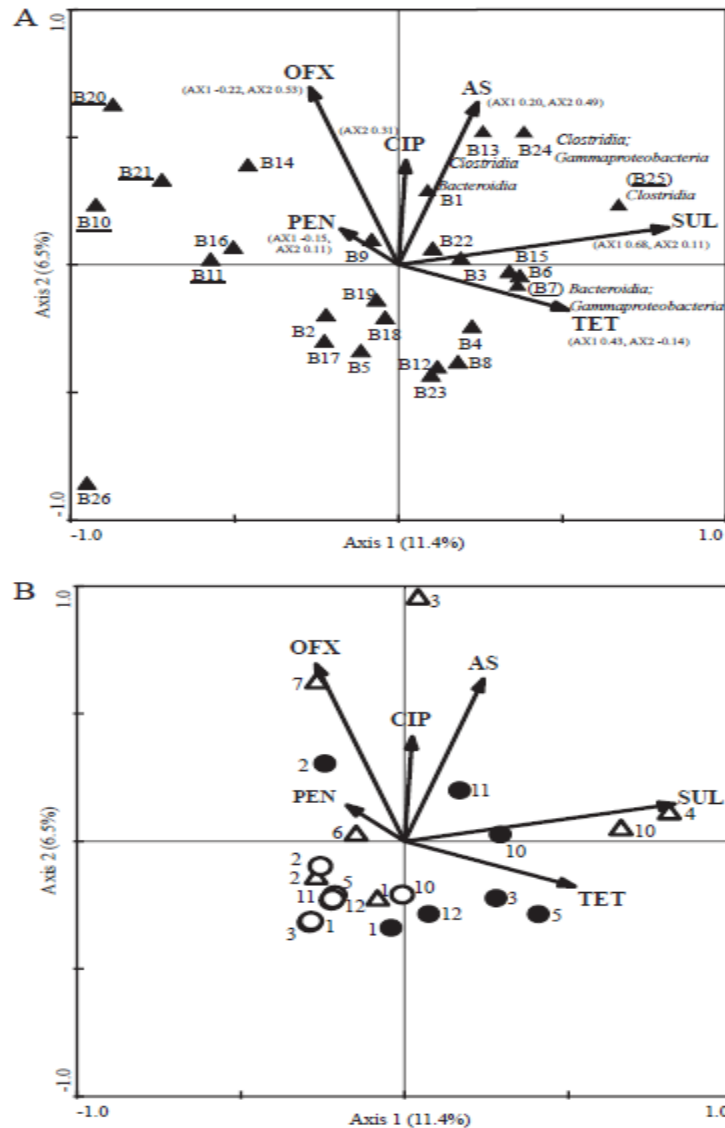 A
1.0
OFX
(AX1 -0.22, AX2 0.53)
AS
(AX1 0.20, AX2 0.49)
B20
(AX2 0.31)
CIP
B13
B24
Clostridia;
Gammaproteobacteria
Clostridia
B21
B14
Bacteroidia
B1
(B25)
Clostridia
B10
PEN
(AX1 -0.15,
AX2 0.11)
SUL
(AX1 0.68, AX2 0.11)
B16
B9
B22
B15
B11
B3
B6
(B7)
Bacteroidia;
Gammaproteobacteria
B19
TET
(AX1 0.43, AX2 -0.14)
B2
B18
B4
B17
B5
B12
B8
B23
B26
Axis 2 (6.5%)
-1.0
-1.0
Axis 1 (11.4%)
1.0
B
1.0
3
OFX
AS
7
CIP
2
11
PEN
SUL
4
6
10
10
2
2
5
1
10
TET
11
12
3
3
1
1
12
5
Axis 2 (6.5%)
-1.0
-1.0
Axis 1 (11.4%)
1.0